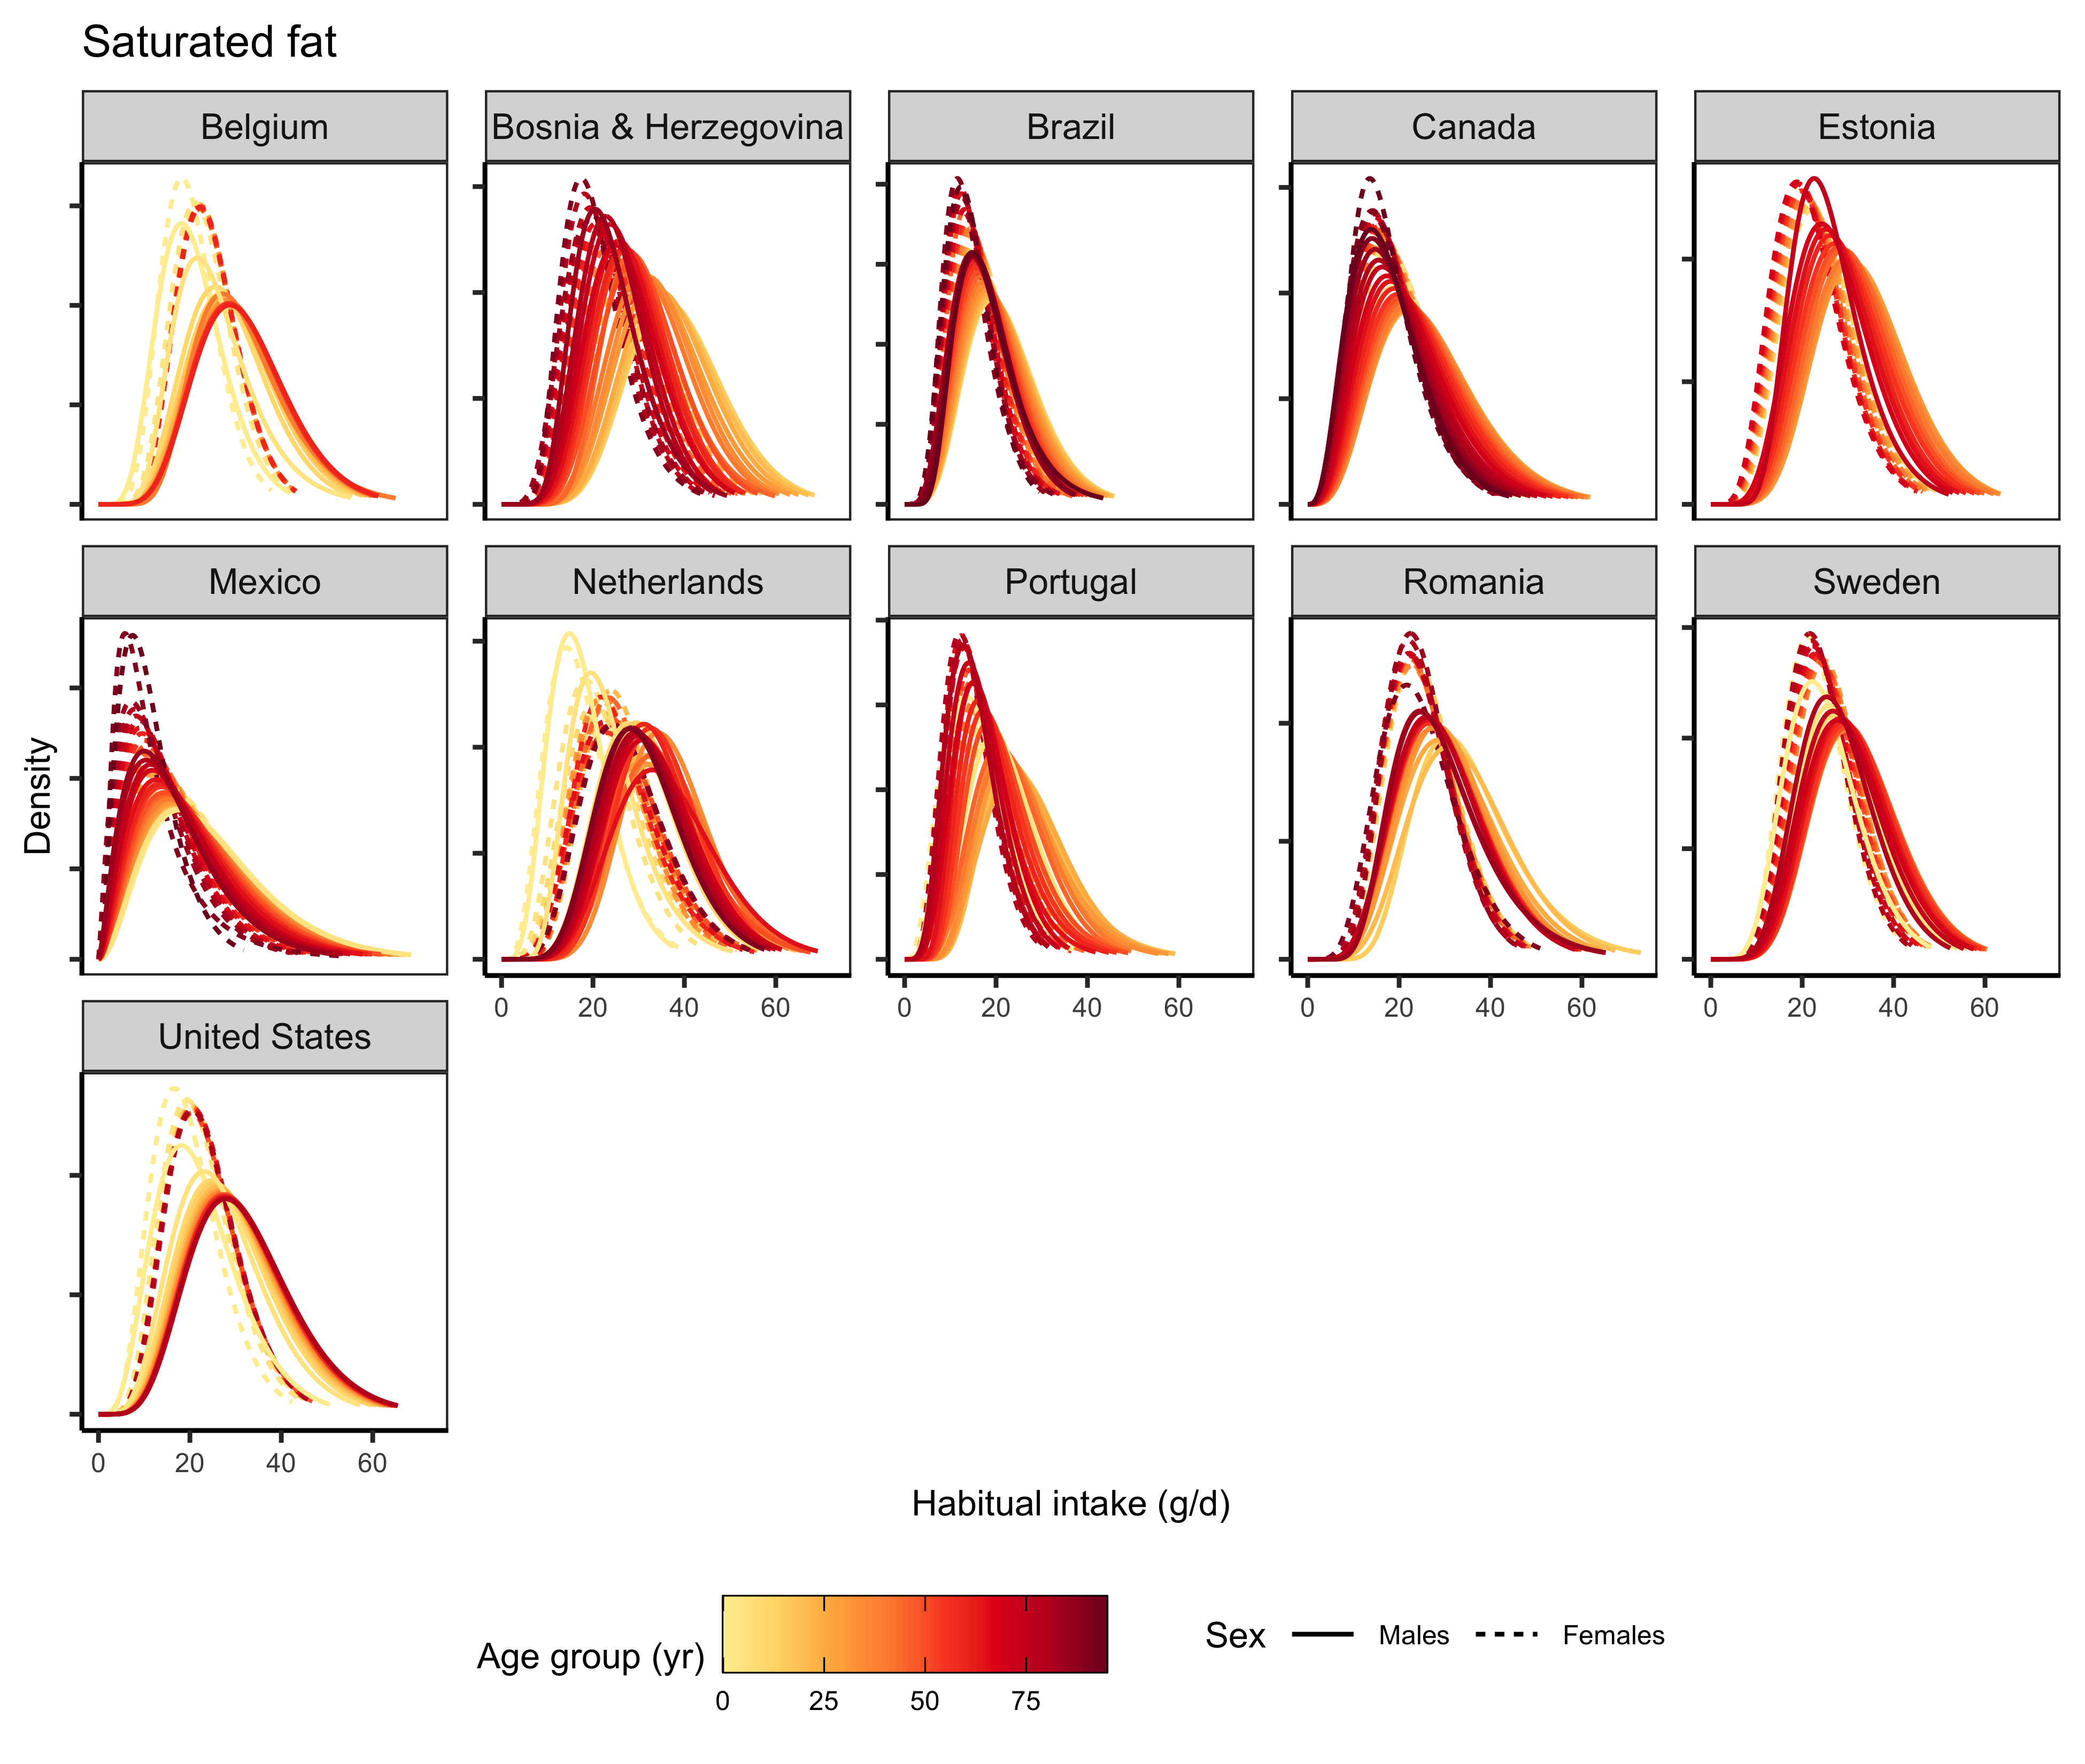 Saturated fat
Belgium
Bosnia & Herzegovina
Brazil
Canada
Estonia
Mexico
Netherlands
Portugal
Romania
Sweden
Density
0 20 40 60
0 20 40 60
0 20 40 60
0 20 40 60
United States
0 20 40 60
Habitual intake (g/d)
Age group (yr)
0 25 50 75
Sex
Males
Females